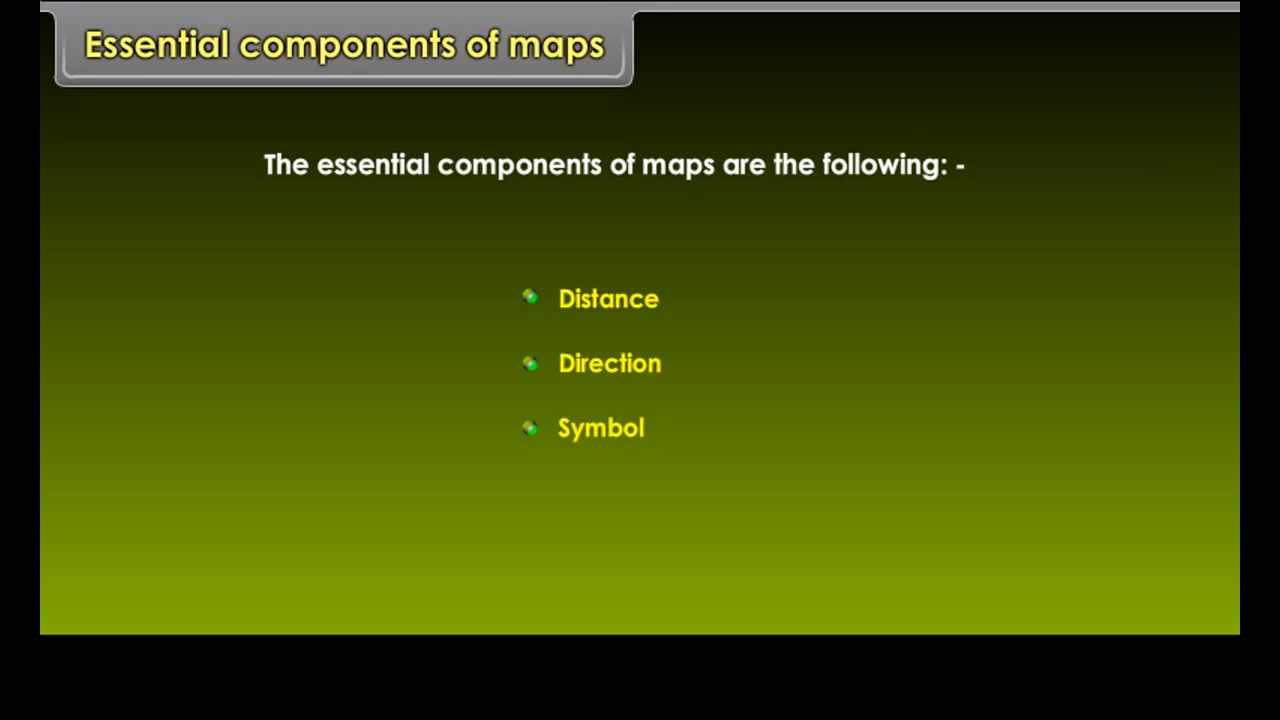 Essential components of maps
The essential components of maps are the following: -
Distance
Direction
Symbol